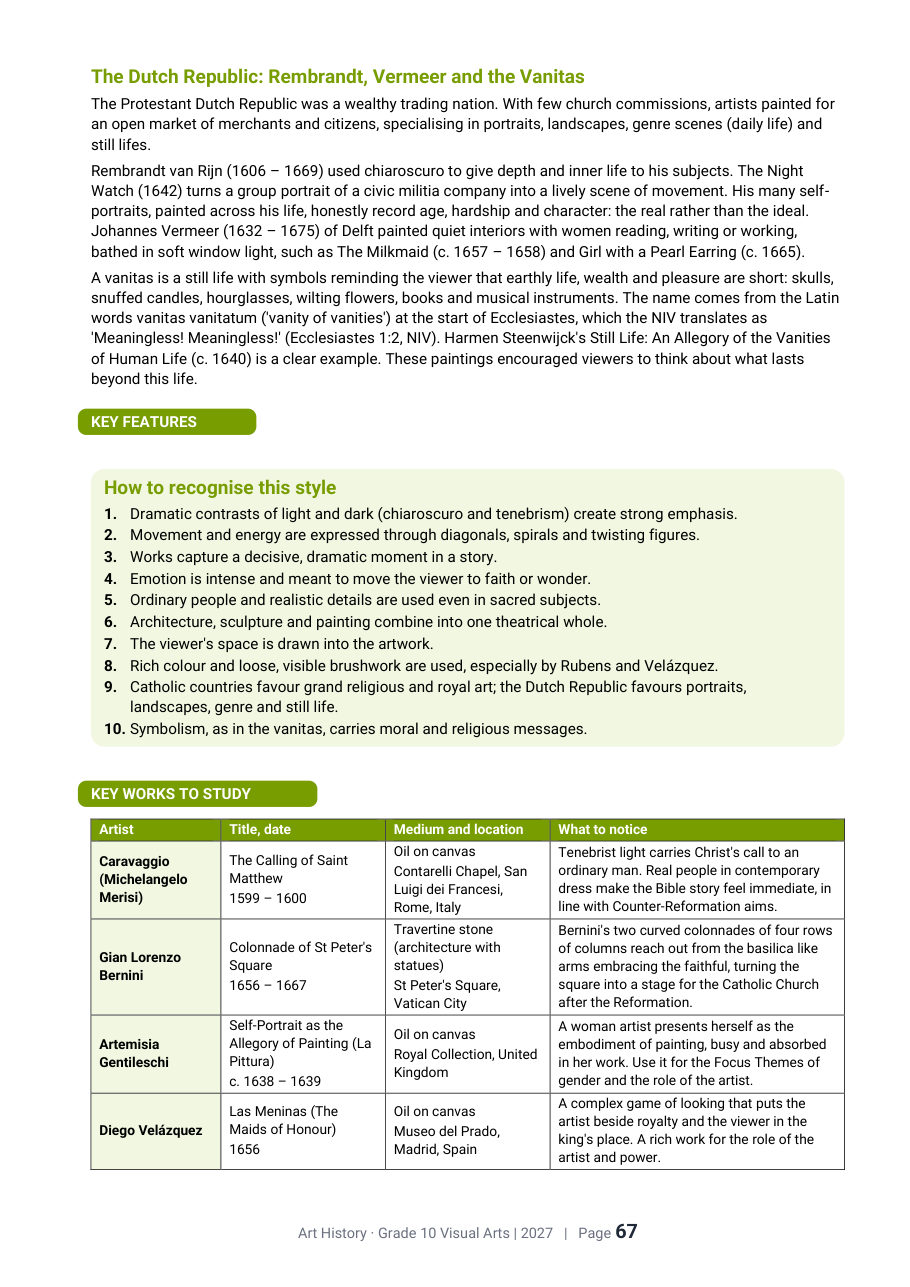 The Dutch Republic: Rembrandt, Vermeer and the Vanitas
The Protestant Dutch Republic was a wealthy trading nation. With few church commissions, artists painted for
an open market of merchants and citizens, specialising in portraits, landscapes, genre scenes (daily life) and
still lifes.
Rembrandt van Rijn (1606 – 1669) used chiaroscuro to give depth and inner life to his subjects. The Night
Watch (1642) turns a group portrait of a civic militia company into a lively scene of movement. His many self-
portraits, painted across his life, honestly record age, hardship and character: the real rather than the ideal.
Johannes Vermeer (1632 – 1675) of Delft painted quiet interiors with women reading, writing or working,
bathed in soft window light, such as The Milkmaid (c. 1657 – 1658) and Girl with a Pearl Earring (c. 1665).
A vanitas is a still life with symbols reminding the viewer that earthly life, wealth and pleasure are short: skulls,
snuffed candles, hourglasses, wilting flowers, books and musical instruments. The name comes from the Latin
words vanitas vanitatum ('vanity of vanities') at the start of Ecclesiastes, which the NIV translates as
'Meaningless! Meaningless!' (Ecclesiastes 1:2, NIV). Harmen Steenwijck's Still Life: An Allegory of the Vanities
of Human Life (c. 1640) is a clear example. These paintings encouraged viewers to think about what lasts
beyond this life.
KEY FEATURES
How to recognise this style
1. Dramatic contrasts of light and dark (chiaroscuro and tenebrism) create strong emphasis.
2. Movement and energy are expressed through diagonals, spirals and twisting figures.
3. Works capture a decisive, dramatic moment in a story.
4. Emotion is intense and meant to move the viewer to faith or wonder.
5. Ordinary people and realistic details are used even in sacred subjects.
6. Architecture, sculpture and painting combine into one theatrical whole.
7. The viewer's space is drawn into the artwork.
8. Rich colour and loose, visible brushwork are used, especially by Rubens and Velázquez.
9. Catholic countries favour grand religious and royal art; the Dutch Republic favours portraits,
landscapes, genre and still life.
10. Symbolism, as in the vanitas, carries moral and religious messages.
KEY WORKS TO STUDY
Artist
Title, date
Medium and location
What to notice
Caravaggio
(Michelangelo
Merisi)
The Calling of Saint
Matthew
1599 – 1600
Oil on canvas
Contarelli Chapel, San
Luigi dei Francesi,
Rome, Italy
Tenebrist light carries Christ's call to an
ordinary man. Real people in contemporary
dress make the Bible story feel immediate, in
line with Counter-Reformation aims.
Gian Lorenzo
Bernini
Colonnade of St Peter's
Square
1656 – 1667
Travertine stone
(architecture with
statues)
St Peter's Square,
Vatican City
Bernini's two curved colonnades of four rows
of columns reach out from the basilica like
arms embracing the faithful, turning the
square into a stage for the Catholic Church
after the Reformation.
Artemisia
Gentileschi
Self-Portrait as the
Allegory of Painting (La
Pittura)
c. 1638 – 1639
Oil on canvas
Royal Collection, United
Kingdom
A woman artist presents herself as the
embodiment of painting, busy and absorbed
in her work. Use it for the Focus Themes of
gender and the role of the artist.
Diego Velázquez
Las Meninas (The
Maids of Honour)
1656
Oil on canvas
Museo del Prado,
Madrid, Spain
A complex game of looking that puts the
artist beside royalty and the viewer in the
king's place. A rich work for the role of the
artist and power.
Art History · Grade 10 Visual Arts | 2027 | Page 67